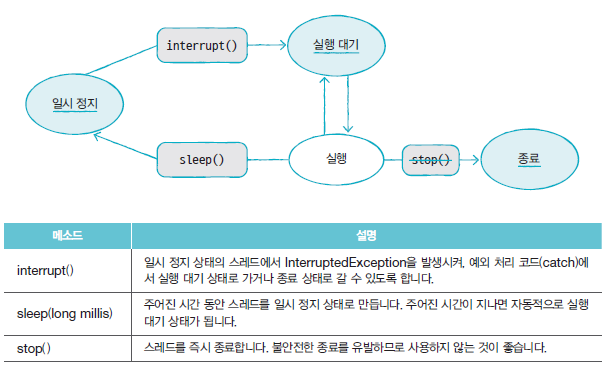 interrupt()
실행 대기
일시 정지
sleep()
실행
stop()
종료
메소드 설명
interrupt() 일시 정지 상태의 스레드에서 InterruptedException을 발생시켜, 예외 처리 코드(catch)에
서 실행 대기 상태로 가거나 종료 상태로 갈 수 있도록 합니다.
sleep(long millis) 주어진 시간 동안 스레드를 일시 정지 상태로 만듭니다. 주어진 시간이 지나면 자동적으로 실행
대기 상태가 됩니다.
stop() 스레드를 즉시 종료합니다. 불안전한 종료를 유발하므로 사용하지 않는 것이 좋습니다.